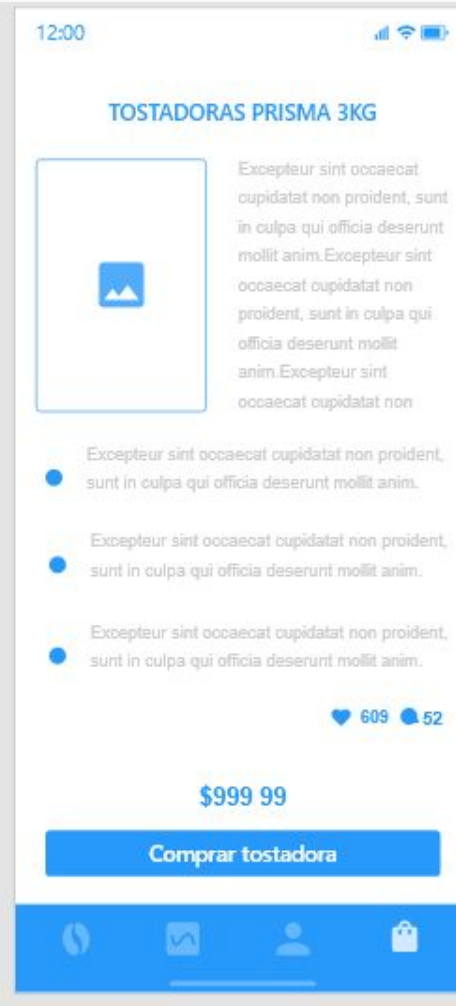 12:00
TOSTADORAS PRISMA 3KG
Excepteur sint occaecat
cupidatat non proident, sunt
in culpa qui officia deserunt
mollit anim.Excepteur sint
occaecat cupidatat non
proident, sunt in culpa qui
officia deserunt mollit
anim.Excepteur sint
occaecat cupidatat non
Excepteur sint occaecat cupidatat non proident,
sunt in culpa qui officia deserunt mollit anim.
Excepteur sint occaecat cupidatat non proident,
sunt in culpa qui officia deserunt mollit anim.
Excepteur sint occaecat cupidatat non proident,
sunt in culpa qui officia deserunt mollit anim.
609 52
$999 99
Comprar tostadora